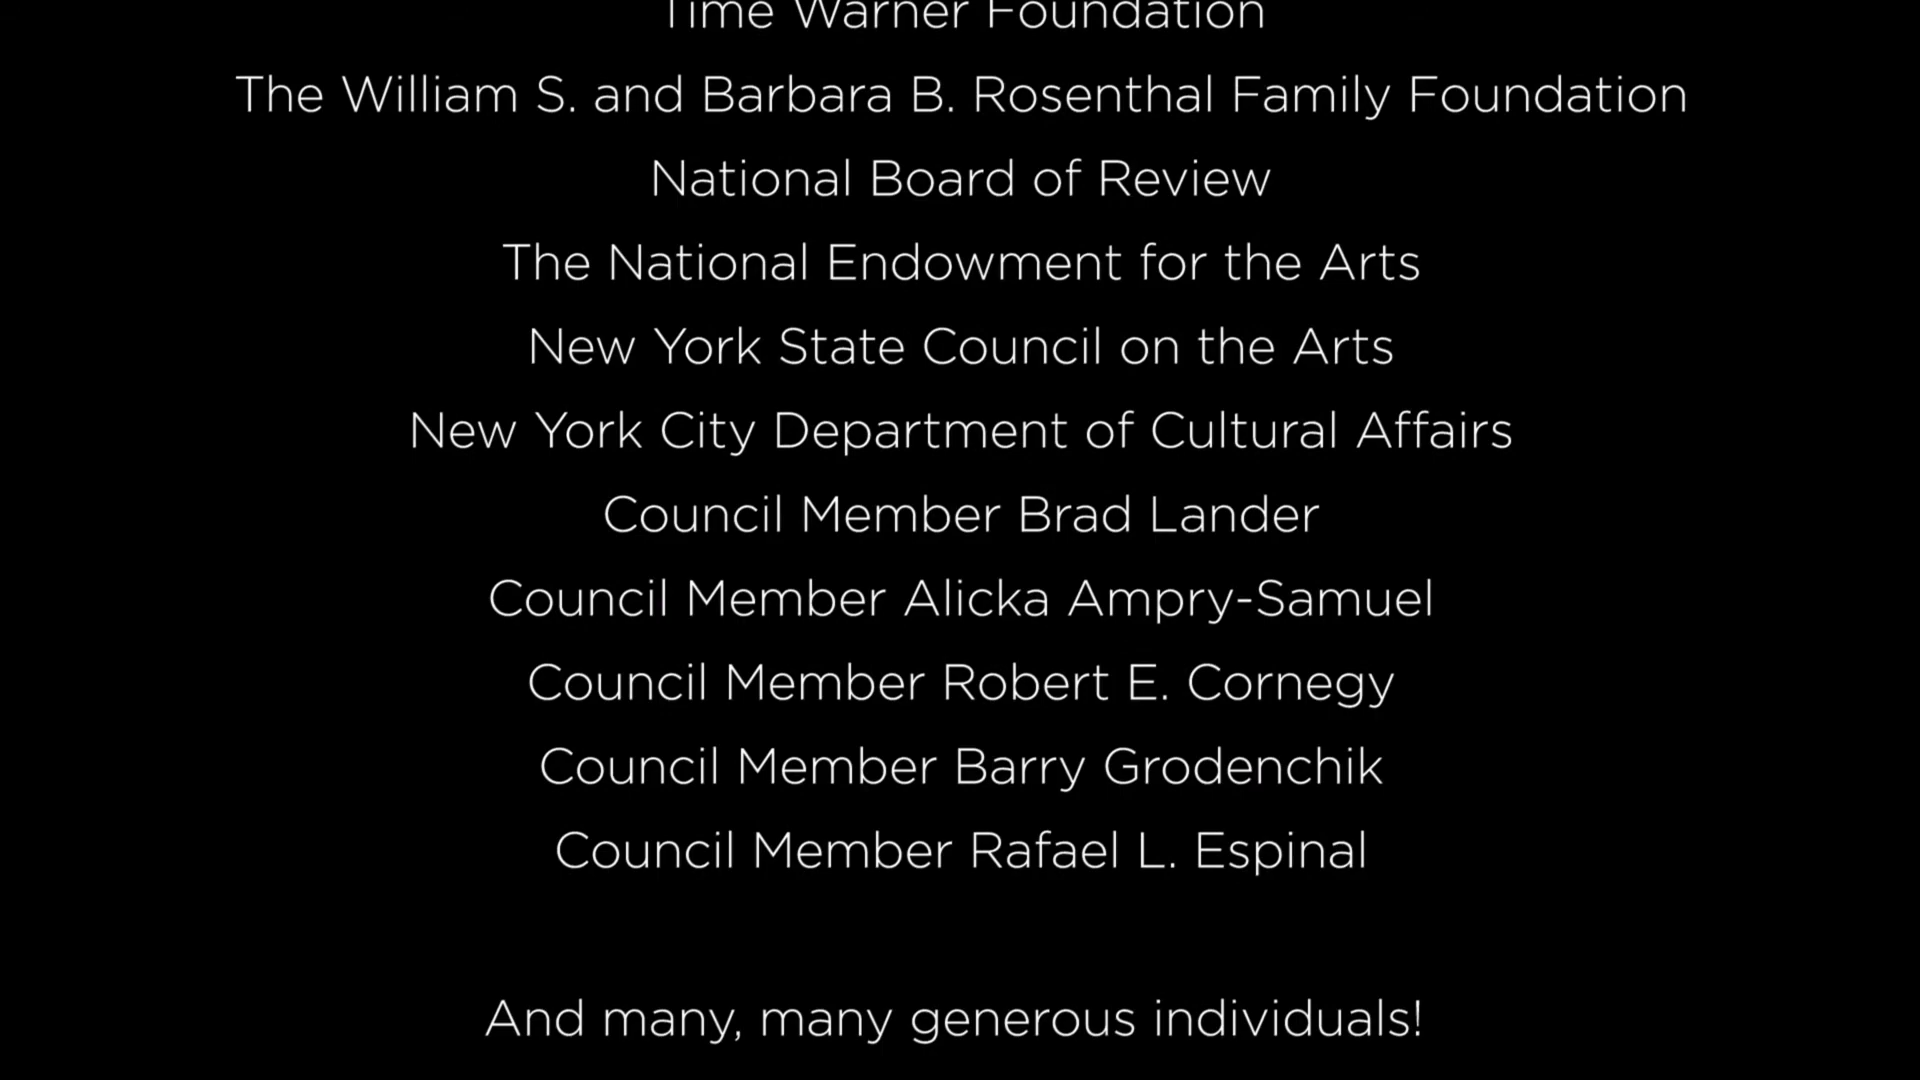 Time Warner Foundation
The William S. and Barbara B. Rosenthal Family Foundation
National Board of Review
The National Endowment for the Arts
New York State Council on the Arts
New York City Department of Cultural Affairs
Council Member Brad Lander
Council Member Alicka Ampry-Samuel
Council Member Robert E. Cornegy
Council Member Barry Grodenchik
Council Member Rafael L. Espinal
And many, many generous individuals!